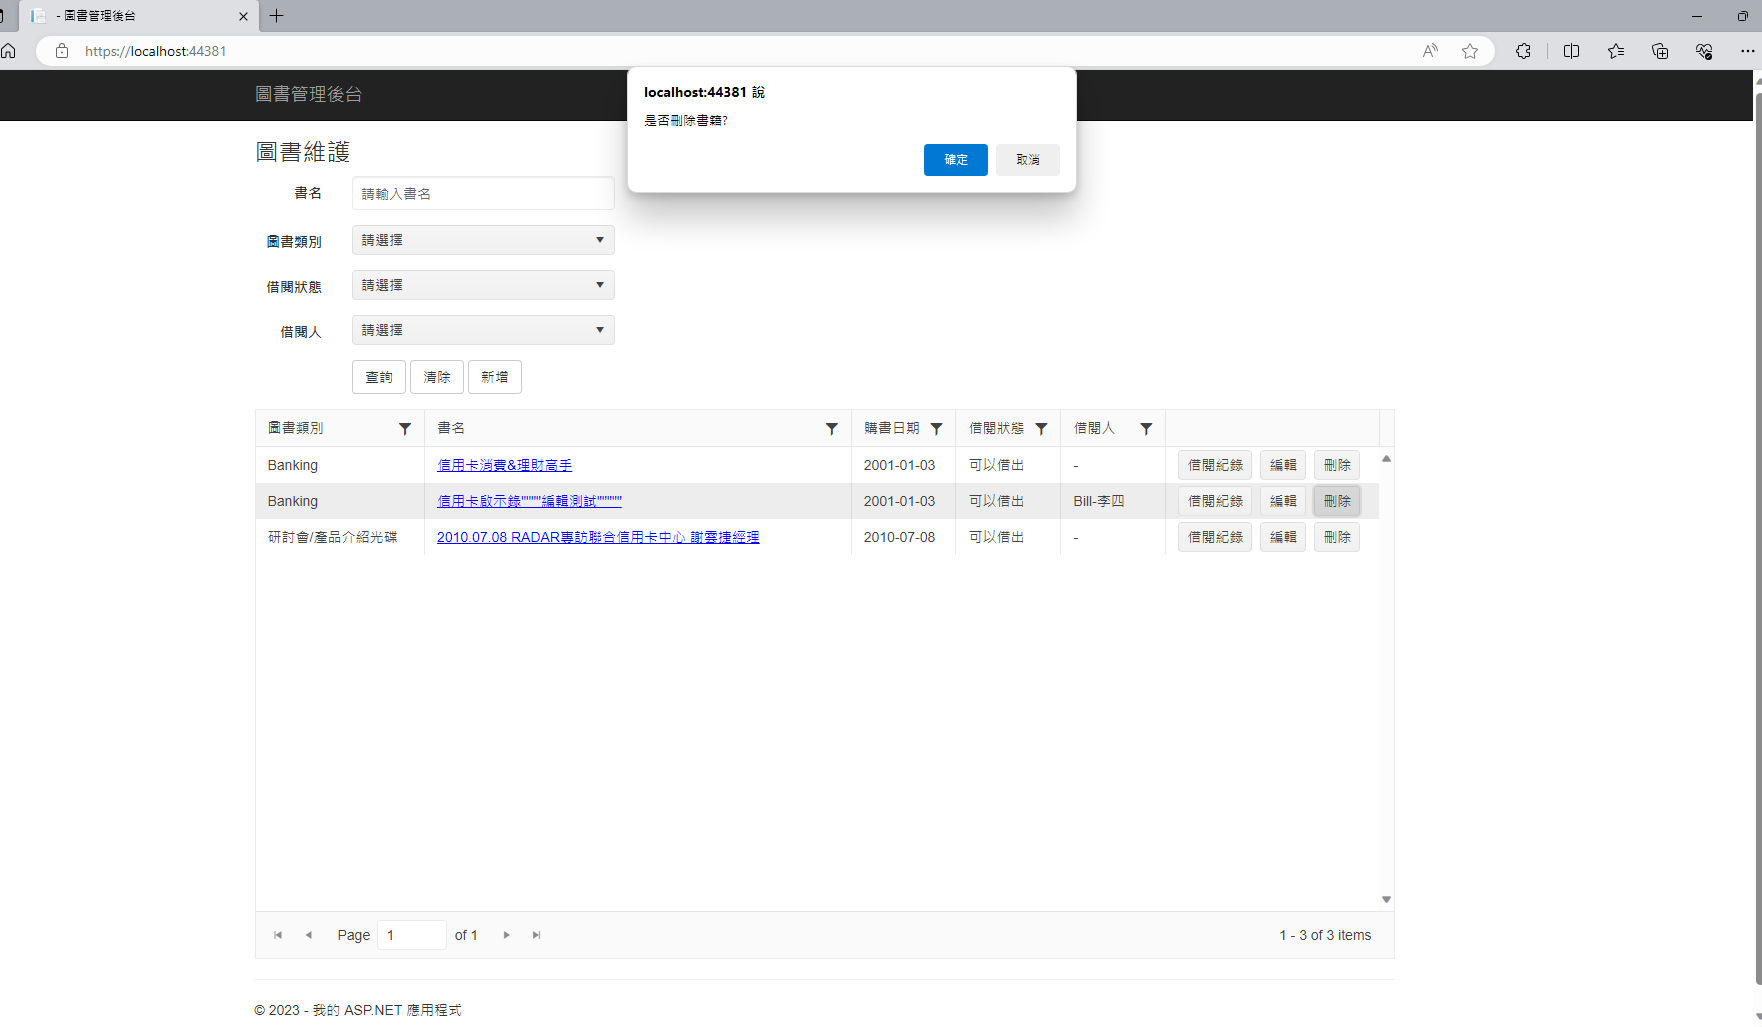 - 圖書管理後台
https://localhost:44381
圖書管理後台
localhost:44381 說
是否刪除書籍?
確定 取消
圖書維護
書名 請輸入書名
圖書類別 請選擇
借閱狀態 請選擇
借閱人 請選擇
查詢 清除 新增
圖書類別 書名 購書日期 借閱狀態 借閱人
Banking 信用卡消費&理財高手 2001-01-03 可以借出 - 借閱紀錄 編輯 刪除
Banking 信用卡啟示錄""""編輯測試""""" 2001-01-03 可以借出 Bill-李四 借閱紀錄 編輯 刪除
研討會/產品介紹光碟 2010.07.08 RADAR專訪聯合信用卡中心 謝雲捷經理 2010-07-08 可以借出 - 借閱紀錄 編輯 刪除
Page 1 of 1 1 - 3 of 3 items
© 2023 - 我的 ASP.NET 應用程式